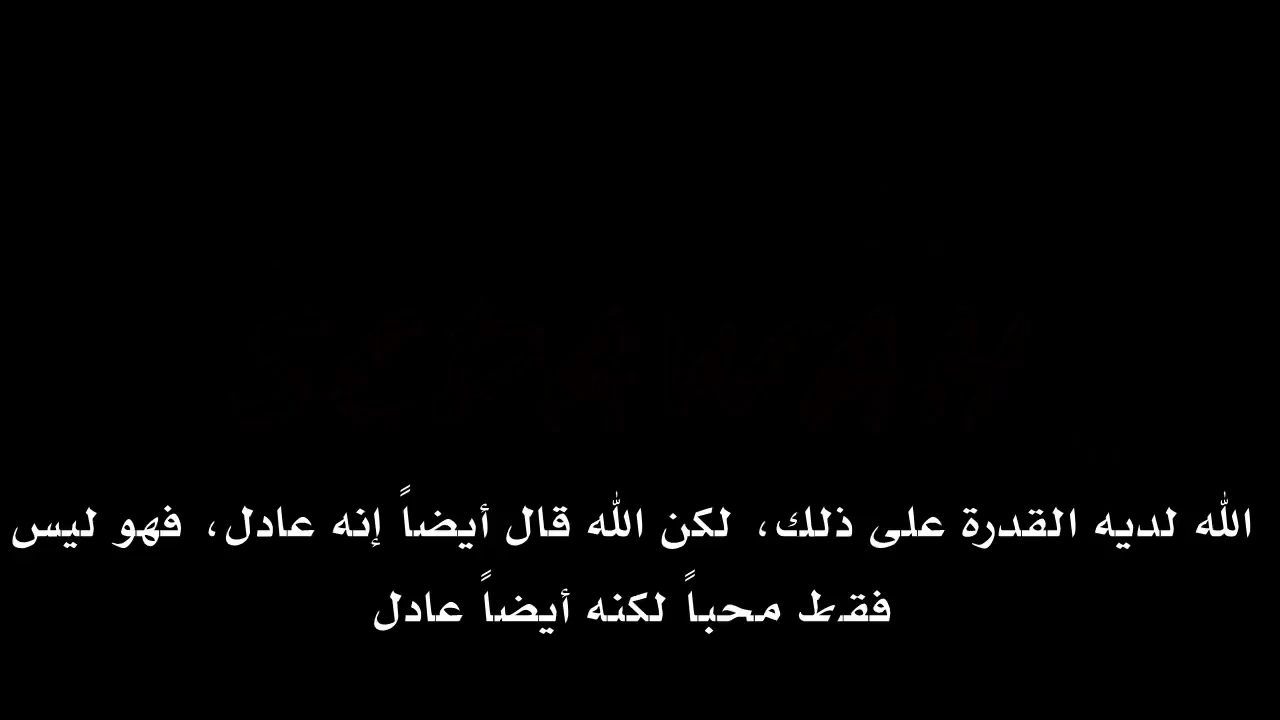 الله لديه القدرة على ذلك، لكن الله قال أيضاً إنه عادل، فهو ليس
فقط محباً لكنه أيضاً عادل